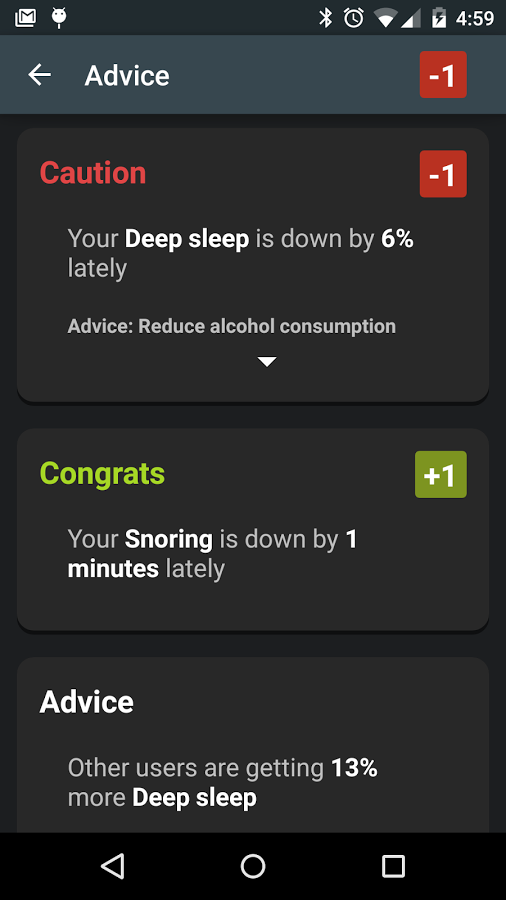 4:59
Advice
-1
Caution
-1
Your Deep sleep is down by 6%
lately
Advice: Reduce alcohol consumption
Congrats
+1
Your Snoring is down by 1
minutes lately
Advice
Other users are getting 13%
more Deep sleep